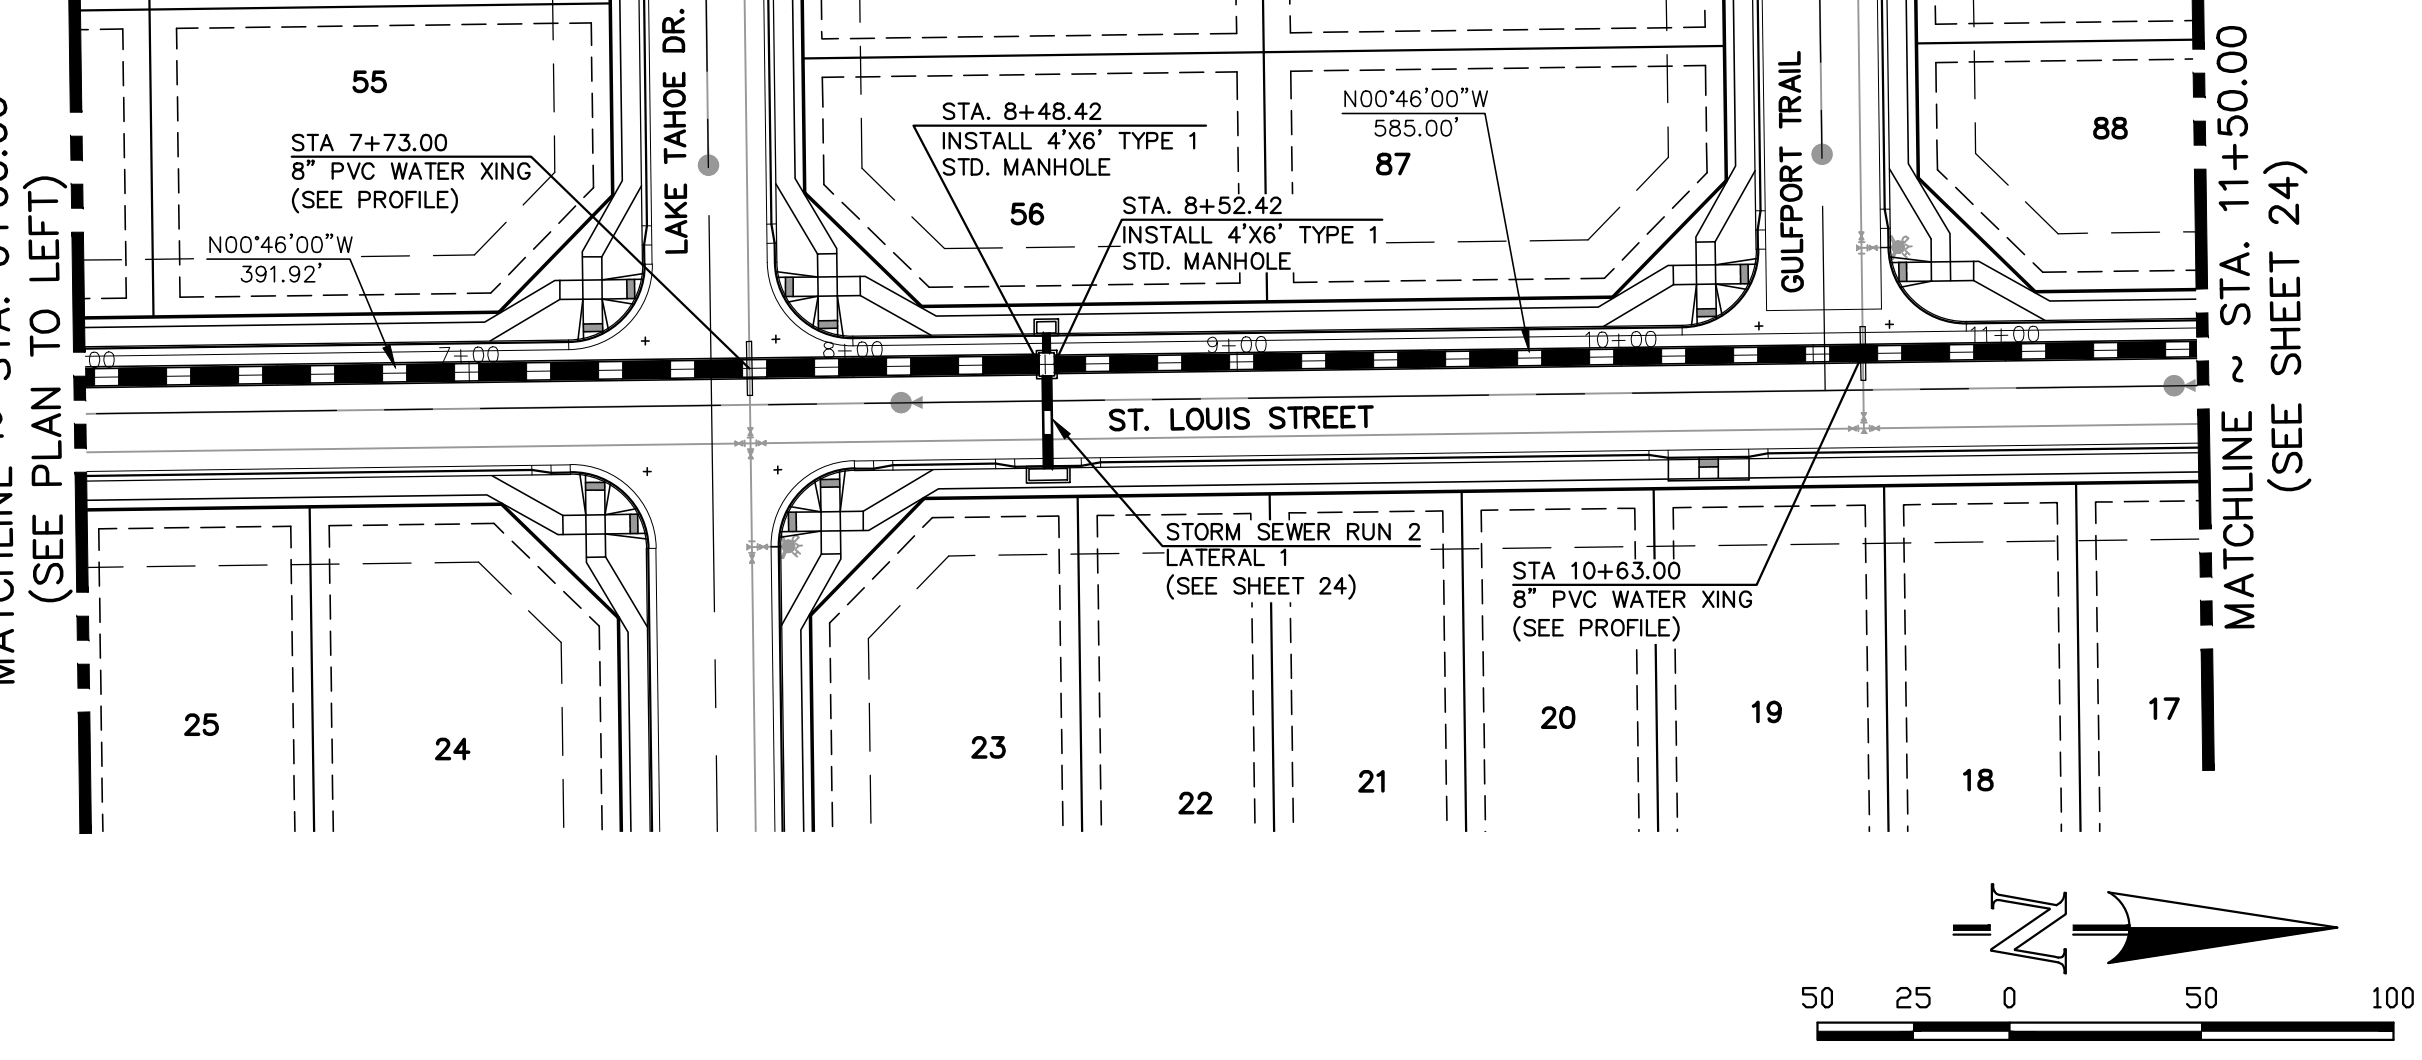 55
STA 7+73.00
8" PVC WATER XING
(SEE PROFILE)
N00°46'00"W
391.92'
LAKE TAHOE DR.
STA. 8+48.42
INSTALL 4'X6' TYPE 1
STD. MANHOLE
56
STA. 8+52.42
INSTALL 4'X6' TYPE 1
STD. MANHOLE
N00°46'00"W
585.00'
87
GULFPORT TRAIL
88
MATCHLINE ~ STA. 11+50.00
(SEE SHEET 24)
(SEE PLAN TO LEFT)
00
7+00
8+00
9+00
10+00
11+00
ST. LOUIS STREET
STORM SEWER RUN 2
LATERAL 1
(SEE SHEET 24)
STA 10+63.00
8" PVC WATER XING
(SEE PROFILE)
25
24
23
22
21
20
19
18
17
N
50 25 0 50 100